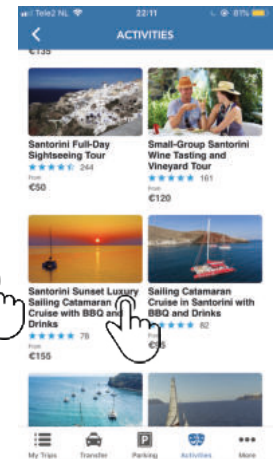 Tele2 NL 22/11 81%
ACTIVITIES
€135
Santorini Full-Day
Sightseeing Tour
244
From
€50
Small-Group Santorini
Wine Tasting and
Vineyard Tour
161
From
€120
Santorini Sunset Luxury
Sailing Catamaran
Cruise with BBQ and
Drinks
78
From
€155
Sailing Catamaran
Cruise in Santorini with
BBQ and Drinks
82
From
My Trips Transfer Parking Activities More